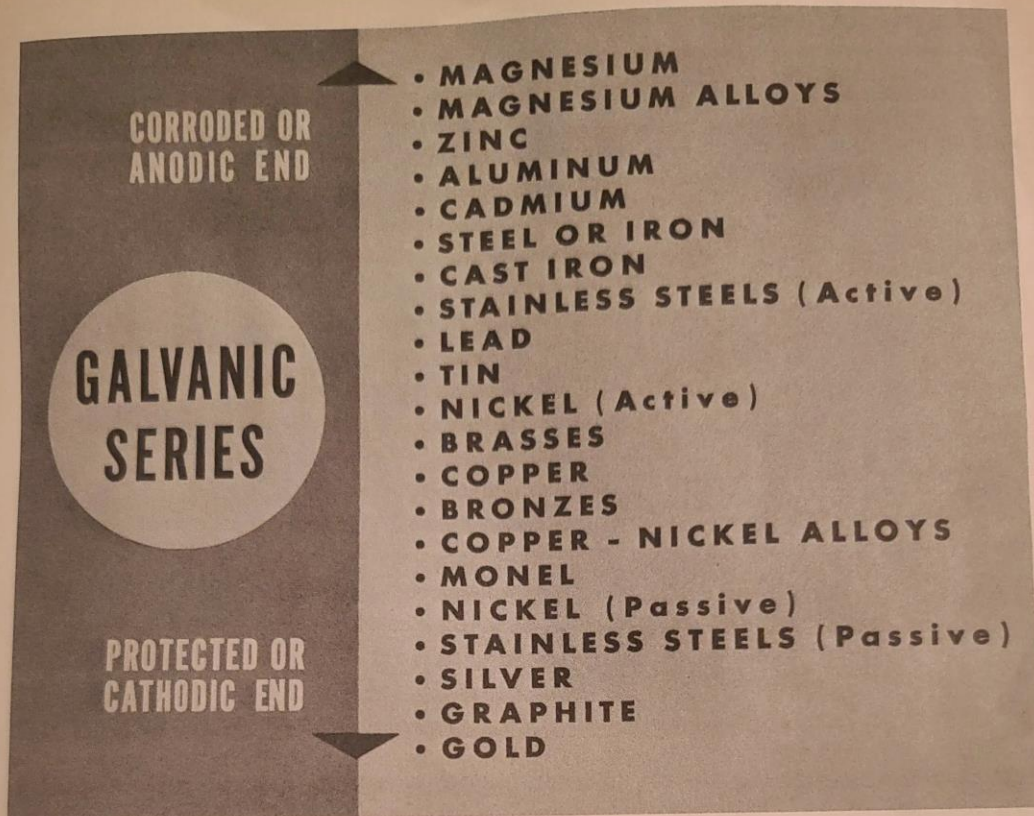 CORRODED OR
ANODIC END
GALVANIC
SERIES
PROTECTED OR
CATHODIC END
• MAGNESIUM
• MAGNESIUM ALLOYS
• ZINC
• ALUMINUM
• CADMIUM
• STEEL OR IRON
• CAST IRON
• STAINLESS STEELS (Active)
• LEAD
• TIN
• NICKEL (Active)
• BRASSES
• COPPER
• BRONZES
• COPPER - NICKEL ALLOYS
• MONEL
• NICKEL (Passive)
• STAINLESS STEELS (Passive)
• SILVER
• GRAPHITE
• GOLD